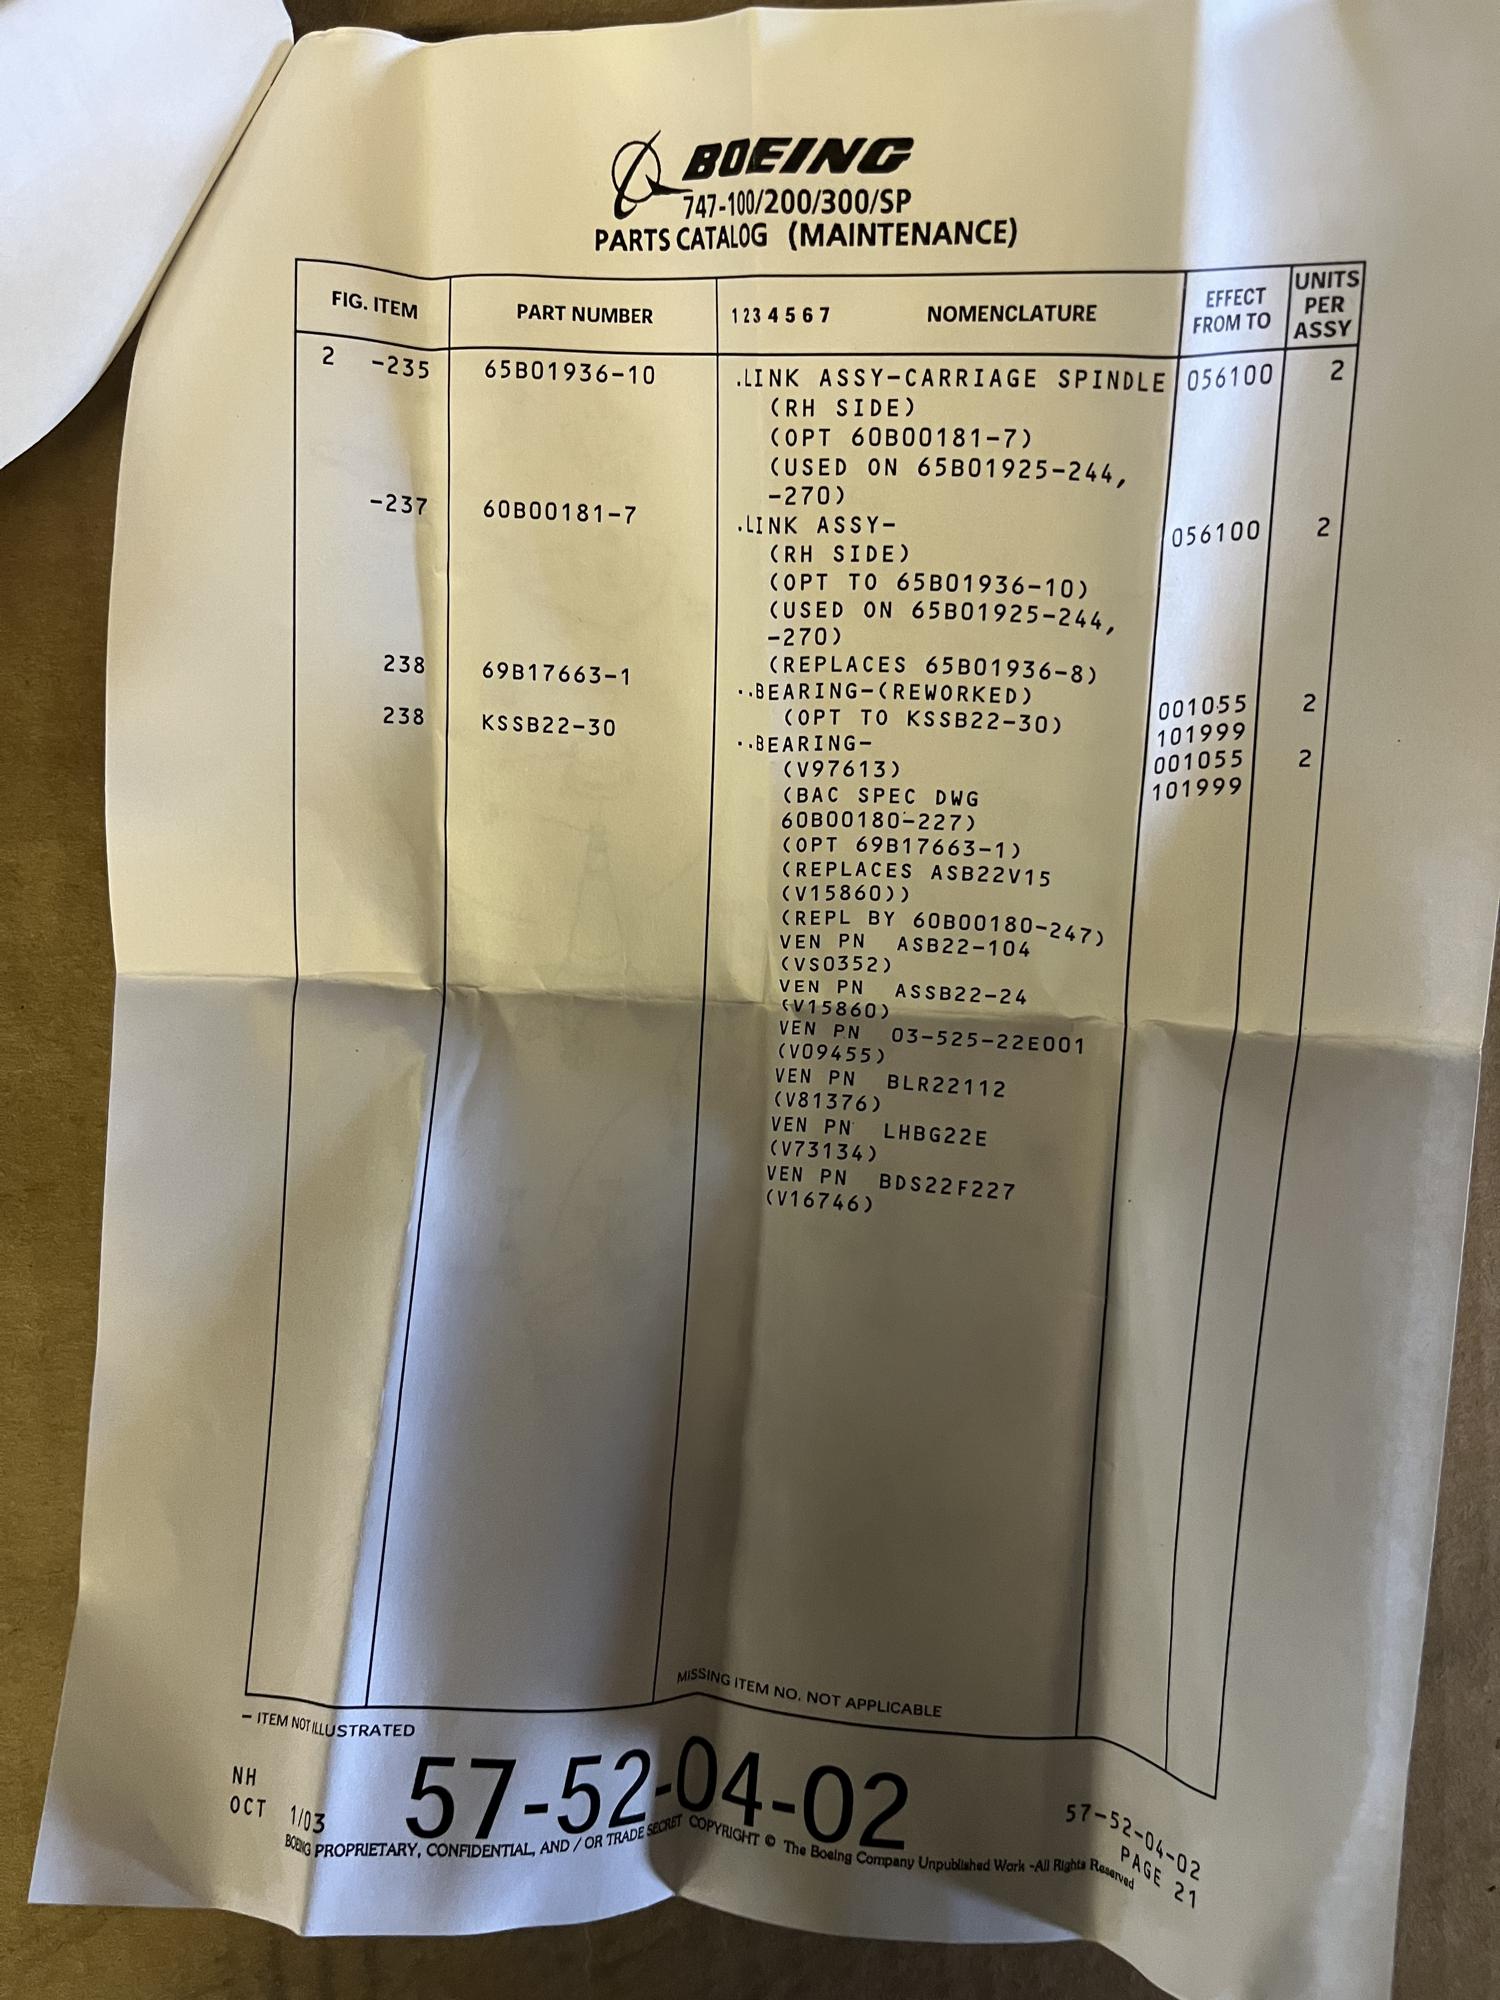 BOEING
747-100/200/300/SP
PARTS CATALOG (MAINTENANCE)
FIG. ITEM PART NUMBER 1 2 3 4 5 6 7 NOMENCLATURE EFFECT FROM TO UNITS PER ASSY
2 -235 65B01936-10 .LINK ASSY-CARRIAGE SPINDLE 056100 2
(RH SIDE)
(OPT 60B00181-7)
(USED ON 65B01925-244,
-270)
-237 60B00181-7 .LINK ASSY- 056100 2
(RH SIDE)
(OPT TO 65B01936-10)
(USED ON 65B01925-244,
-270)
(REPLACES 65B01936-8)
238 69B17663-1 ..BEARING-(REWORKED) 001055 2
(OPT TO KSSB22-30) 101999
238 KSSB22-30 ..BEARING- 001055 2
(V97613) 101999
(BAC SPEC DWG
60B00180-227)
(OPT 69B17663-1)
(REPLACES ASB22V15
(V15860))
(REPL BY 60B00180-247)
VEN PN ASB22-104
(VS0352)
VEN PN ASSB22-24
(V15860)
VEN PN 03-525-22E001
(V09455)
VEN PN BLR22112
(V81376)
VEN PN LHBG22E
(V73134)
VEN PN BDS22F227
(V16746)
MISSING ITEM NO. NOT APPLICABLE
- ITEM NOT ILLUSTRATED
NH
OCT 1/03
57-52-04-02
57-52-04-02
PAGE 21
BOEING PROPRIETARY, CONFIDENTIAL, AND / OR TRADE SECRET COPYRIGHT © The Boeing Company Unpublished Work - All Rights Reserved